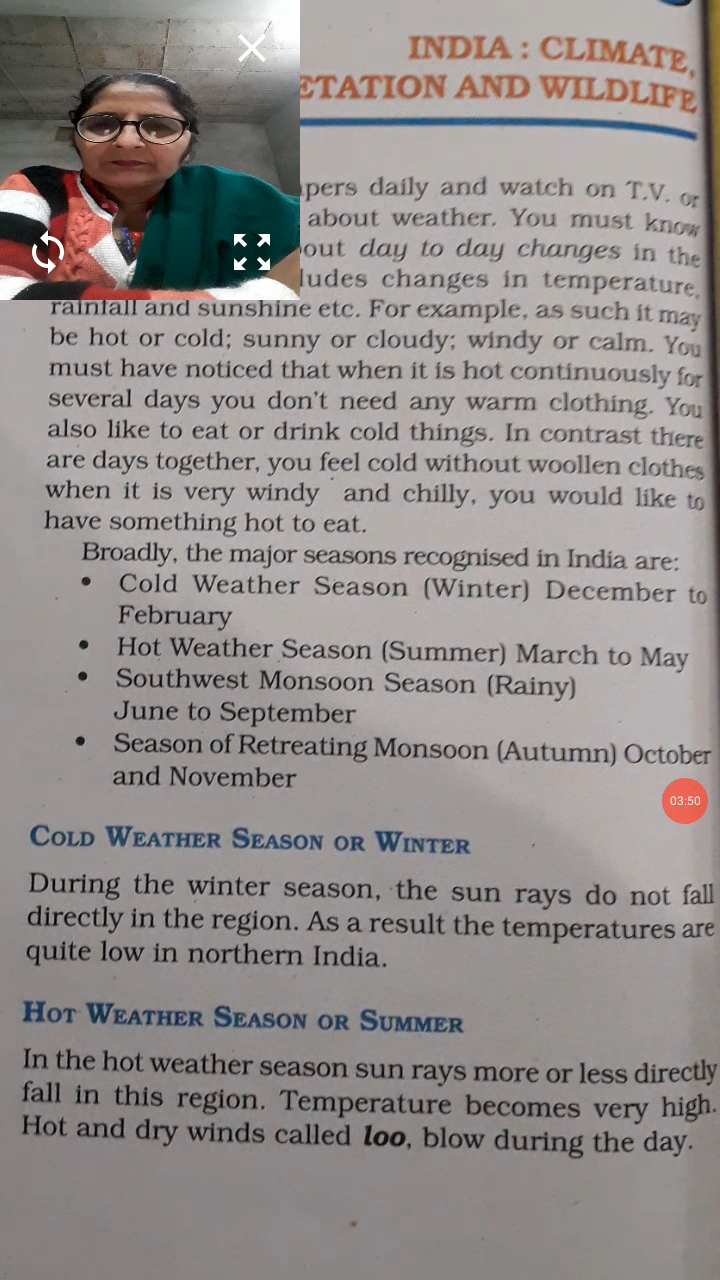 INDIA : CLIMATE,
ETATION AND WILDLIFE
pers daily and watch on T.V. or
about weather. You must know
out day to day changes in the
ludes changes in temperature,
rainfall and sunshine etc. For example, as such it may
be hot or cold; sunny or cloudy; windy or calm. You
must have noticed that when it is hot continuously for
several days you don't need any warm clothing. You
also like to eat or drink cold things. In contrast there
are days together, you feel cold without woollen clothes
when it is very windy and chilly, you would like to
have something hot to eat.
Broadly, the major seasons recognised in India are:
• Cold Weather Season (Winter) December to
February
• Hot Weather Season (Summer) March to May
• Southwest Monsoon Season (Rainy)
June to September
• Season of Retreating Monsoon (Autumn) October
and November
03:50
COLD WEATHER SEASON OR WINTER
During the winter season, the sun rays do not fall
directly in the region. As a result the temperatures are
quite low in northern India.
HOT WEATHER SEASON OR SUMMER
In the hot weather season sun rays more or less directly
fall in this region. Temperature becomes very high.
Hot and dry winds called loo, blow during the day.